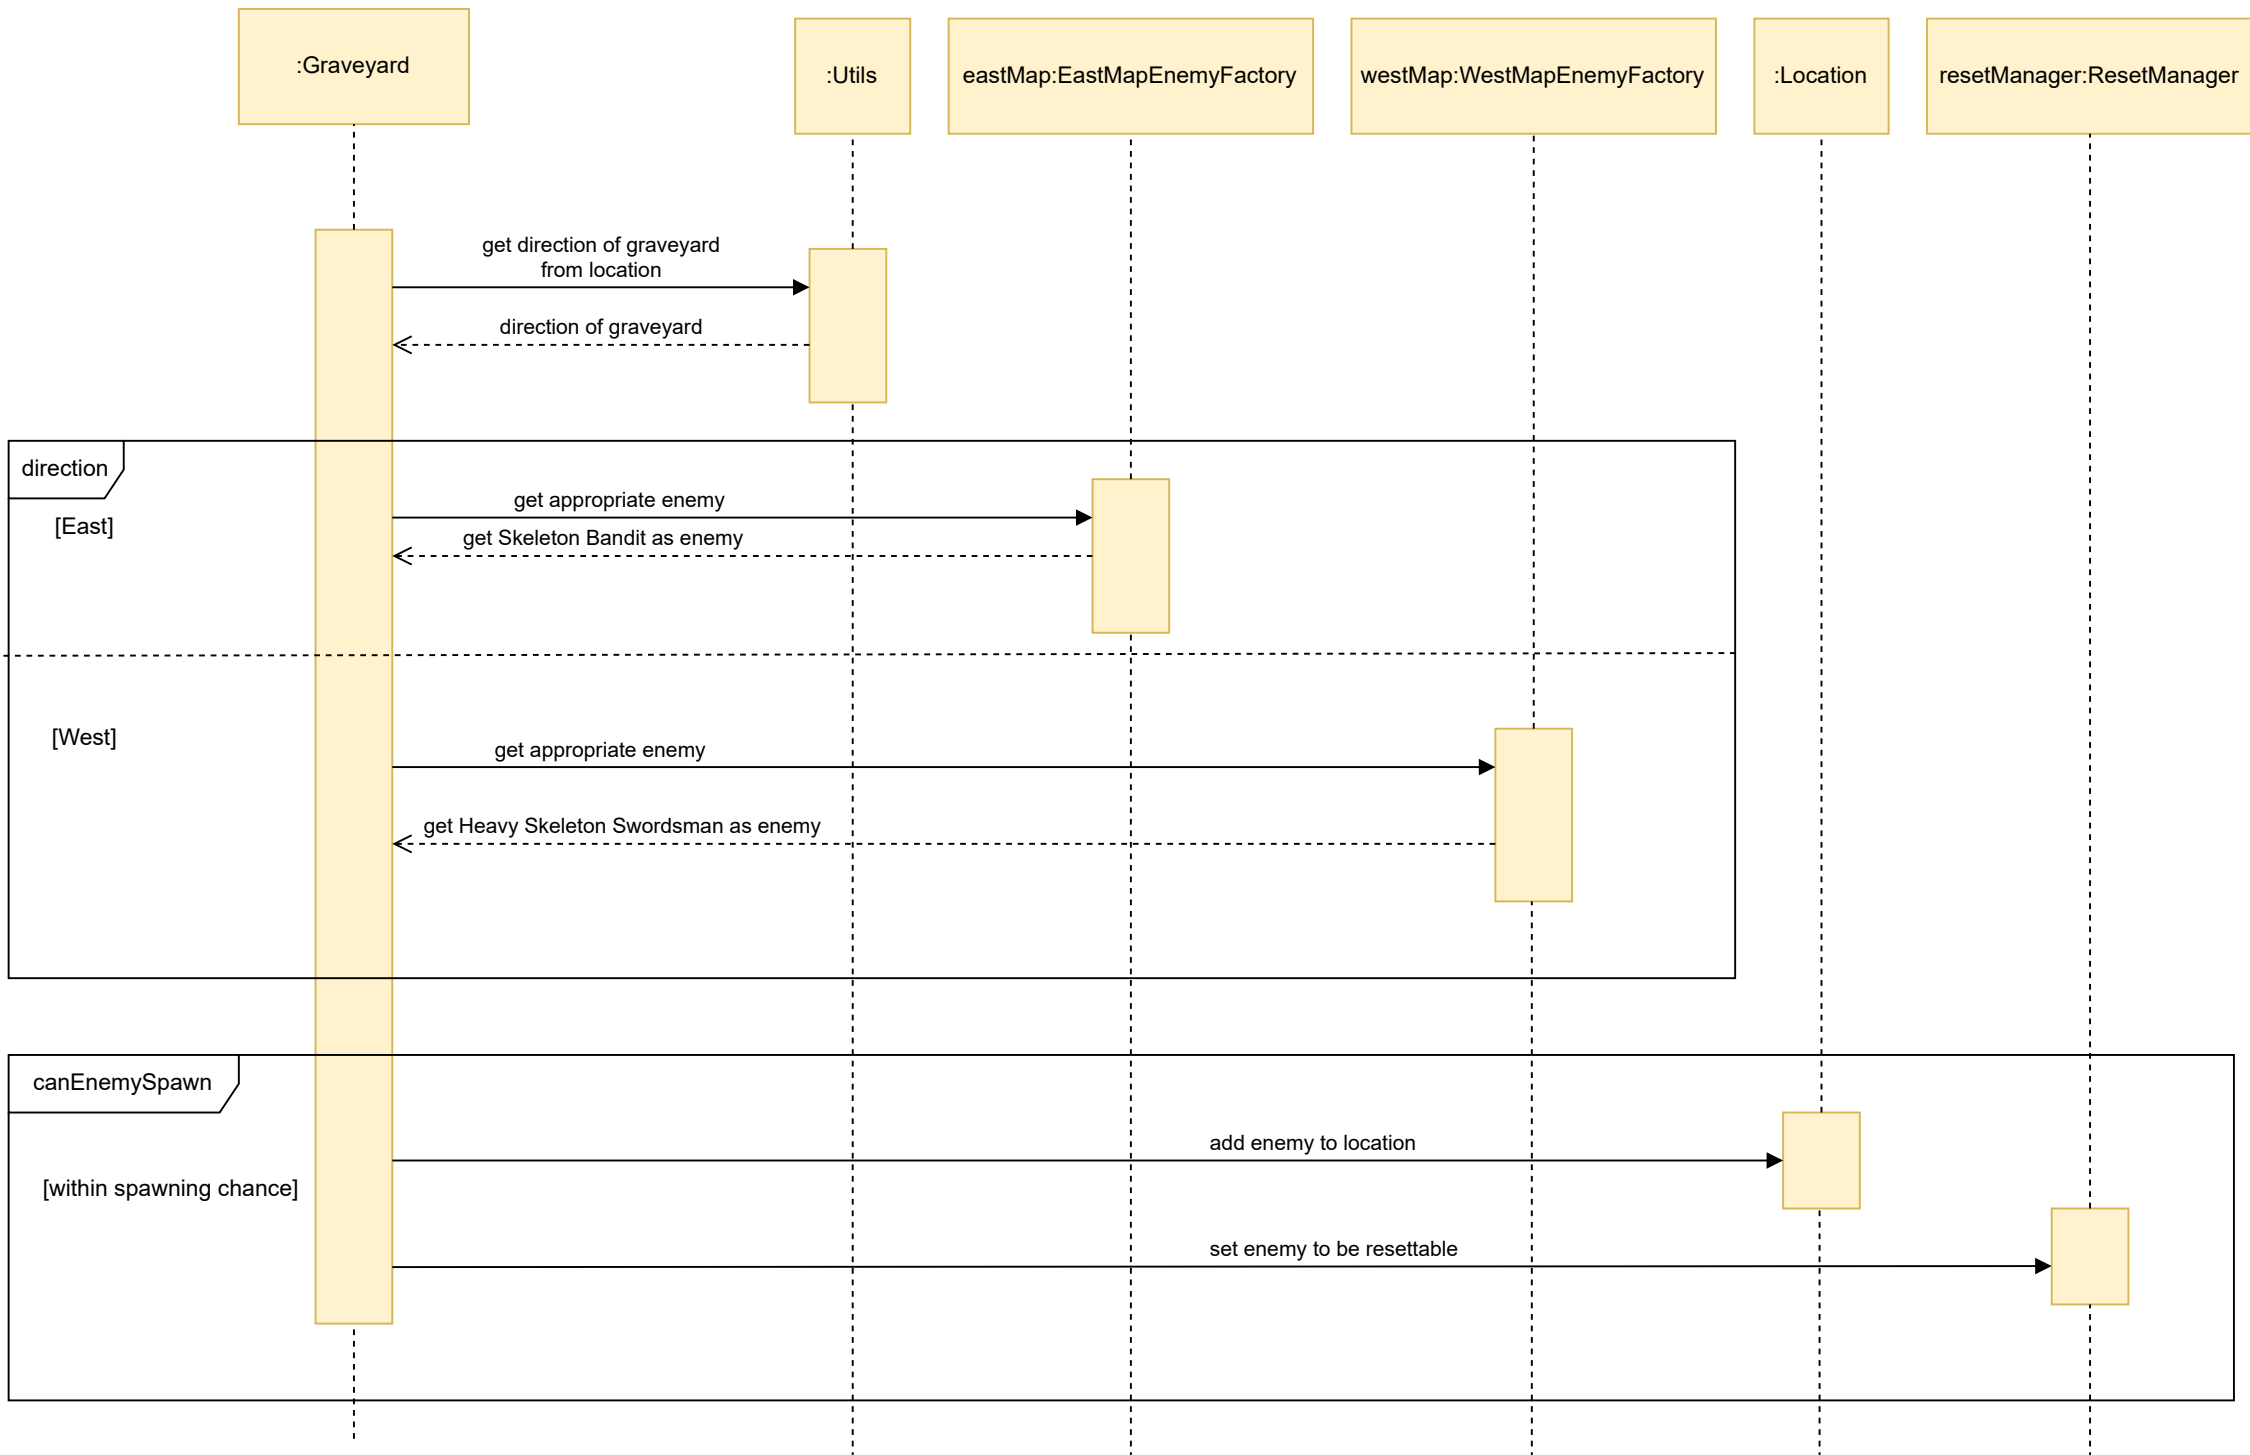 :Graveyard
:Utils
eastMap:EastMapEnemyFactory
westMap:WestMapEnemyFactory
:Location
resetManager:ResetManager
get direction of graveyard
from location
direction of graveyard
direction
[East]
get appropriate enemy
get Skeleton Bandit as enemy
[West]
get appropriate enemy
get Heavy Skeleton Swordsman as enemy
canEnemySpawn
add enemy to location
[within spawning chance]
set enemy to be resettable